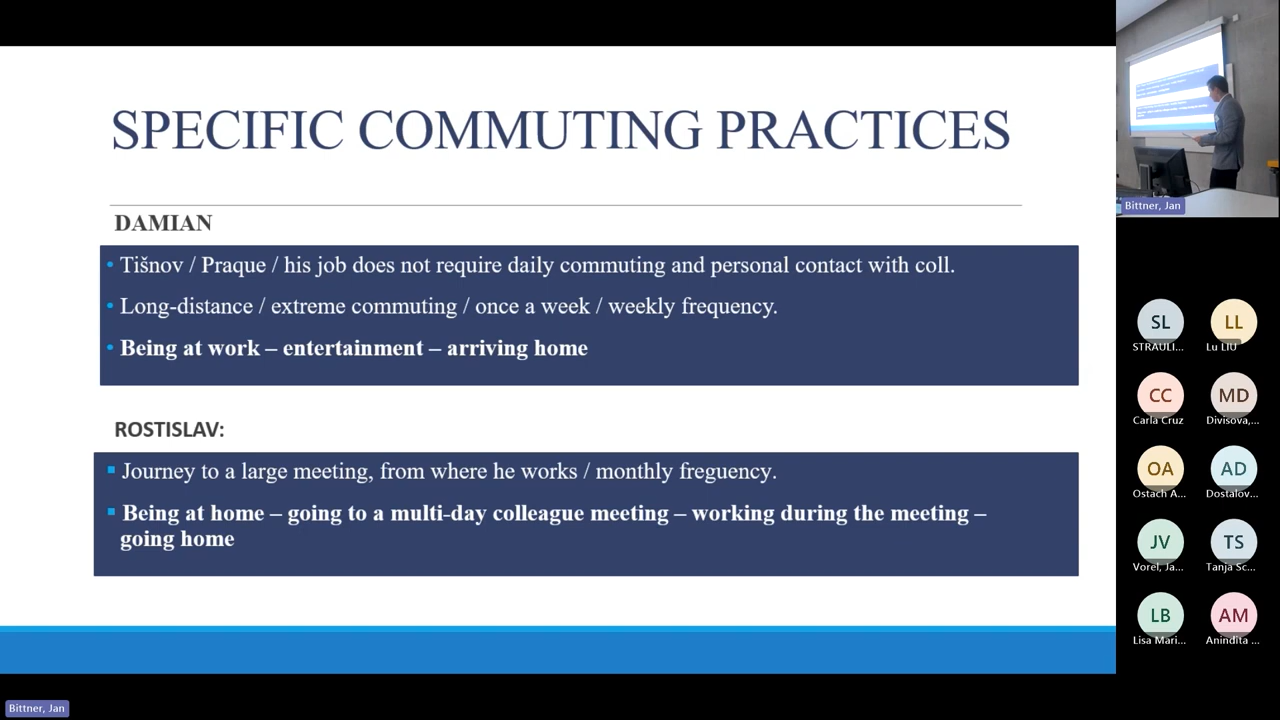 SPECIFIC COMMUTING PRACTICES
DAMIAN
• Tišnov / Praque / his job does not require daily commuting and personal contact with coll.
• Long-distance / extreme commuting / once a week / weekly frequency.
• Being at work – entertainment – arriving home
ROSTISLAV:
▪ Journey to a large meeting, from where he works / monthly freguency.
▪ Being at home – going to a multi-day colleague meeting – working during the meeting –
going home
Bittner, Jan
SL
LL
STRAULI...
Lu LIU
CC
MD
Carla Cruz
Divisova,...
OA
AD
Ostach A...
Dostalov...
JV
TS
Vorel, Ja...
Tanja Sc...
LB
AM
Lisa Mari...
Anindita ...
Bittner, Jan